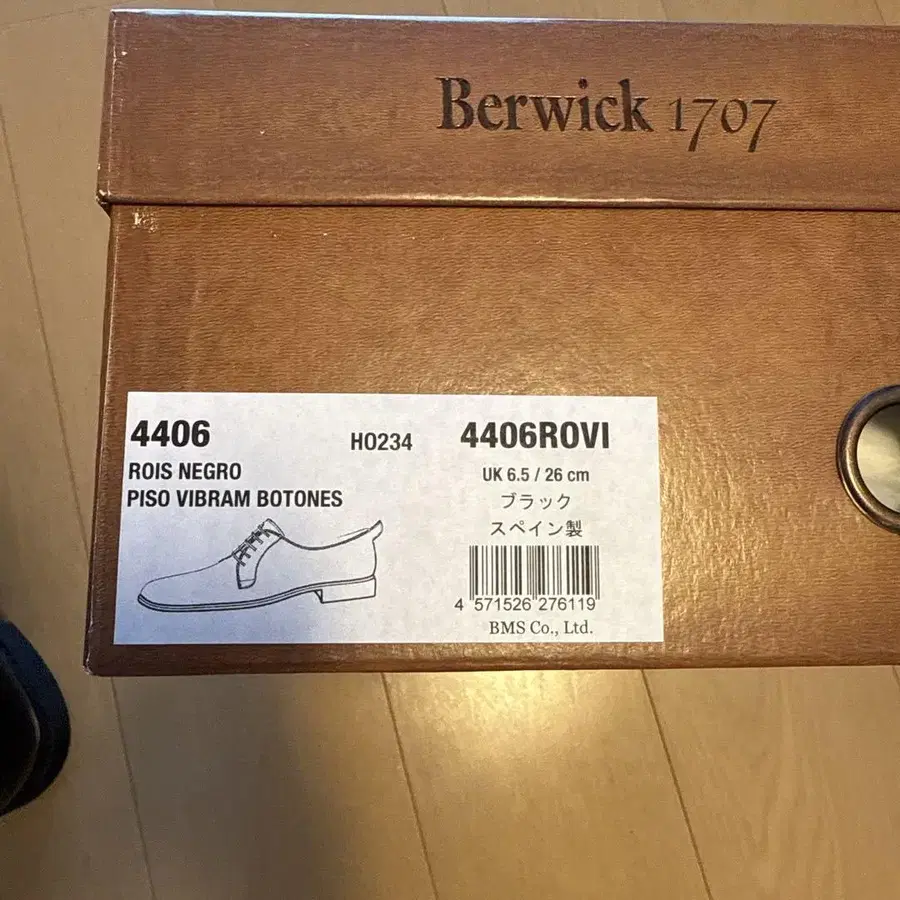 Berwick 1707
4406
HO234
4406ROVI
ROIS NEGRO
PISO VIBRAM BOTONES
UK 6.5 / 26 cm
ブラック
スペイン製
4 571526 276119
BMS Co., Ltd.